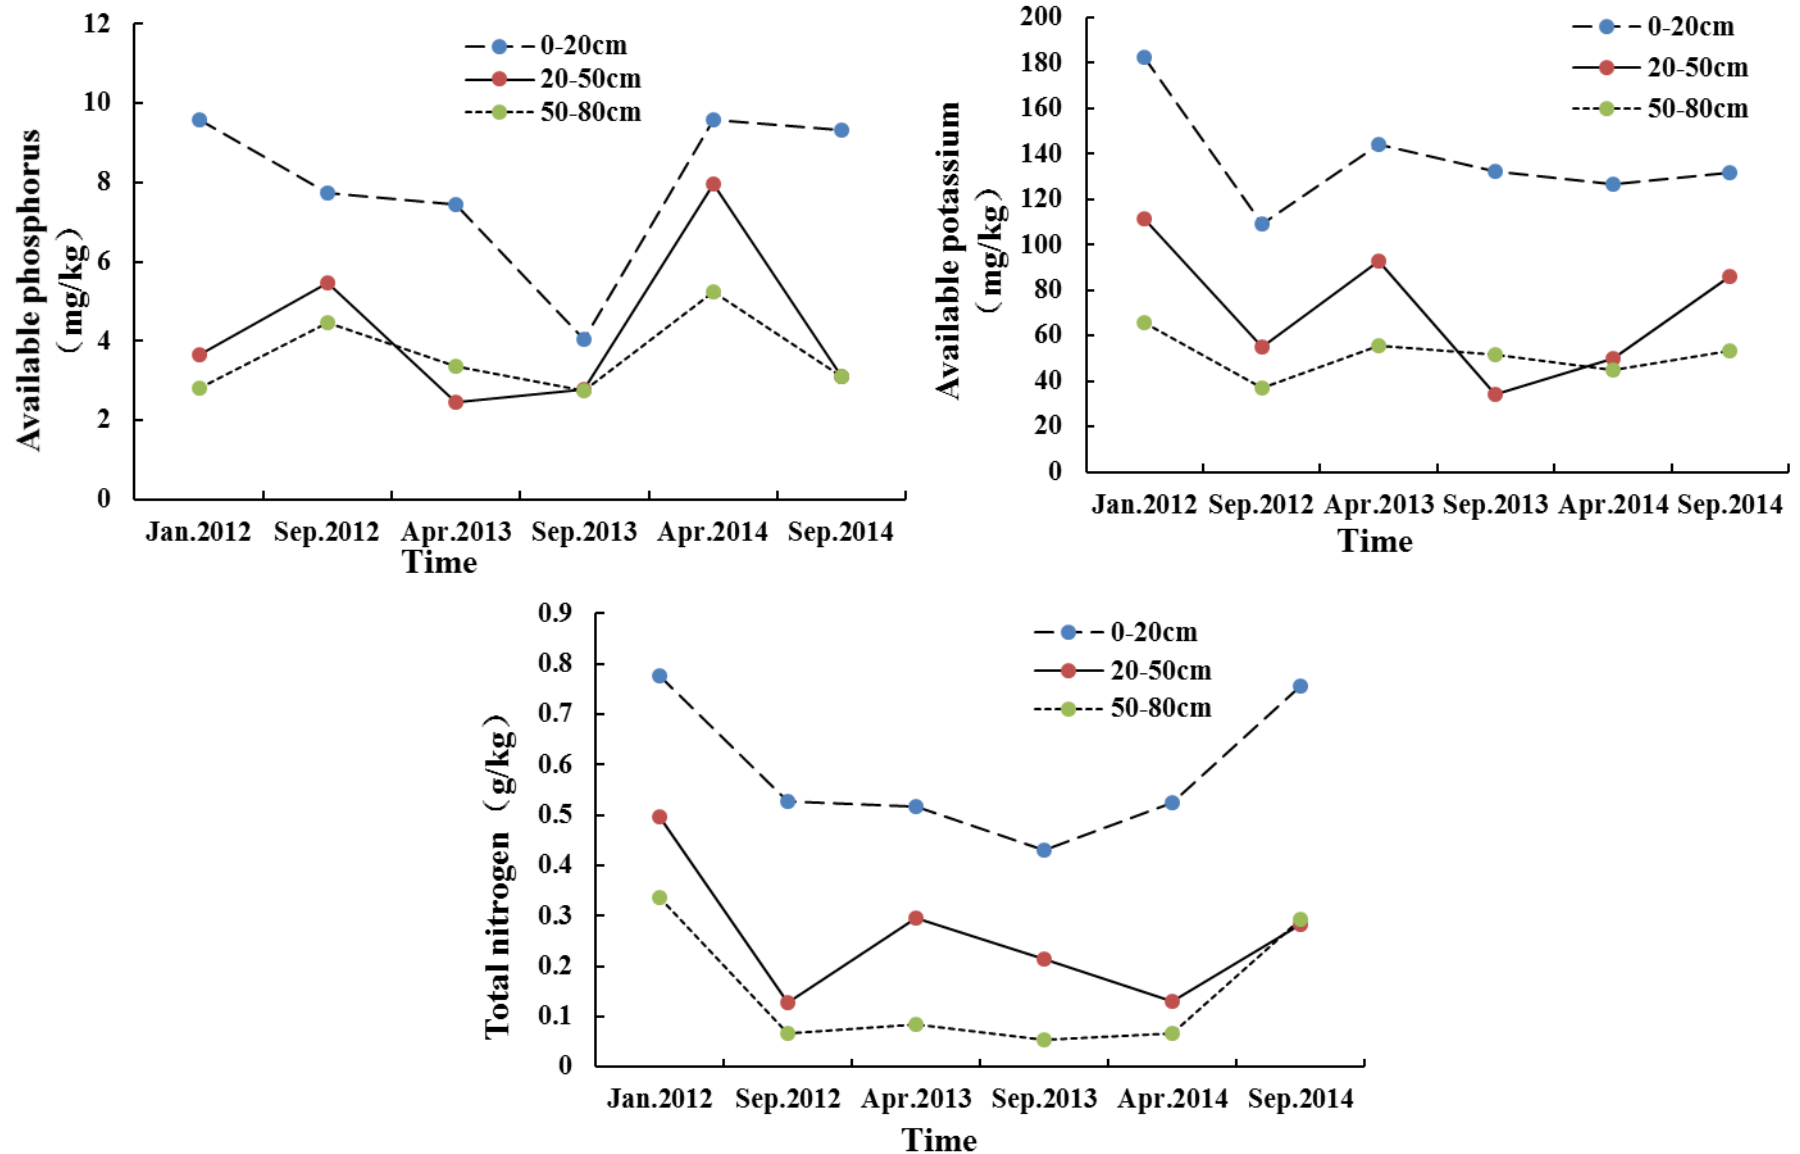 12
10
8
6
4
2
0
Available phosphorus
（mg/kg）
0-20cm
20-50cm
50-80cm
Jan.2012 Sep.2012 Apr.2013 Sep.2013 Apr.2014 Sep.2014
Time
200
180
160
140
120
100
80
60
40
20
0
Available potassium
（mg/kg）
0-20cm
20-50cm
50-80cm
Jan.2012 Sep.2012 Apr.2013 Sep.2013 Apr.2014 Sep.2014
Time
0.9
0.8
0.7
0.6
0.5
0.4
0.3
0.2
0.1
0
Total nitrogen（g/kg）
0-20cm
20-50cm
50-80cm
Jan.2012 Sep.2012 Apr.2013 Sep.2013 Apr.2014 Sep.2014
Time